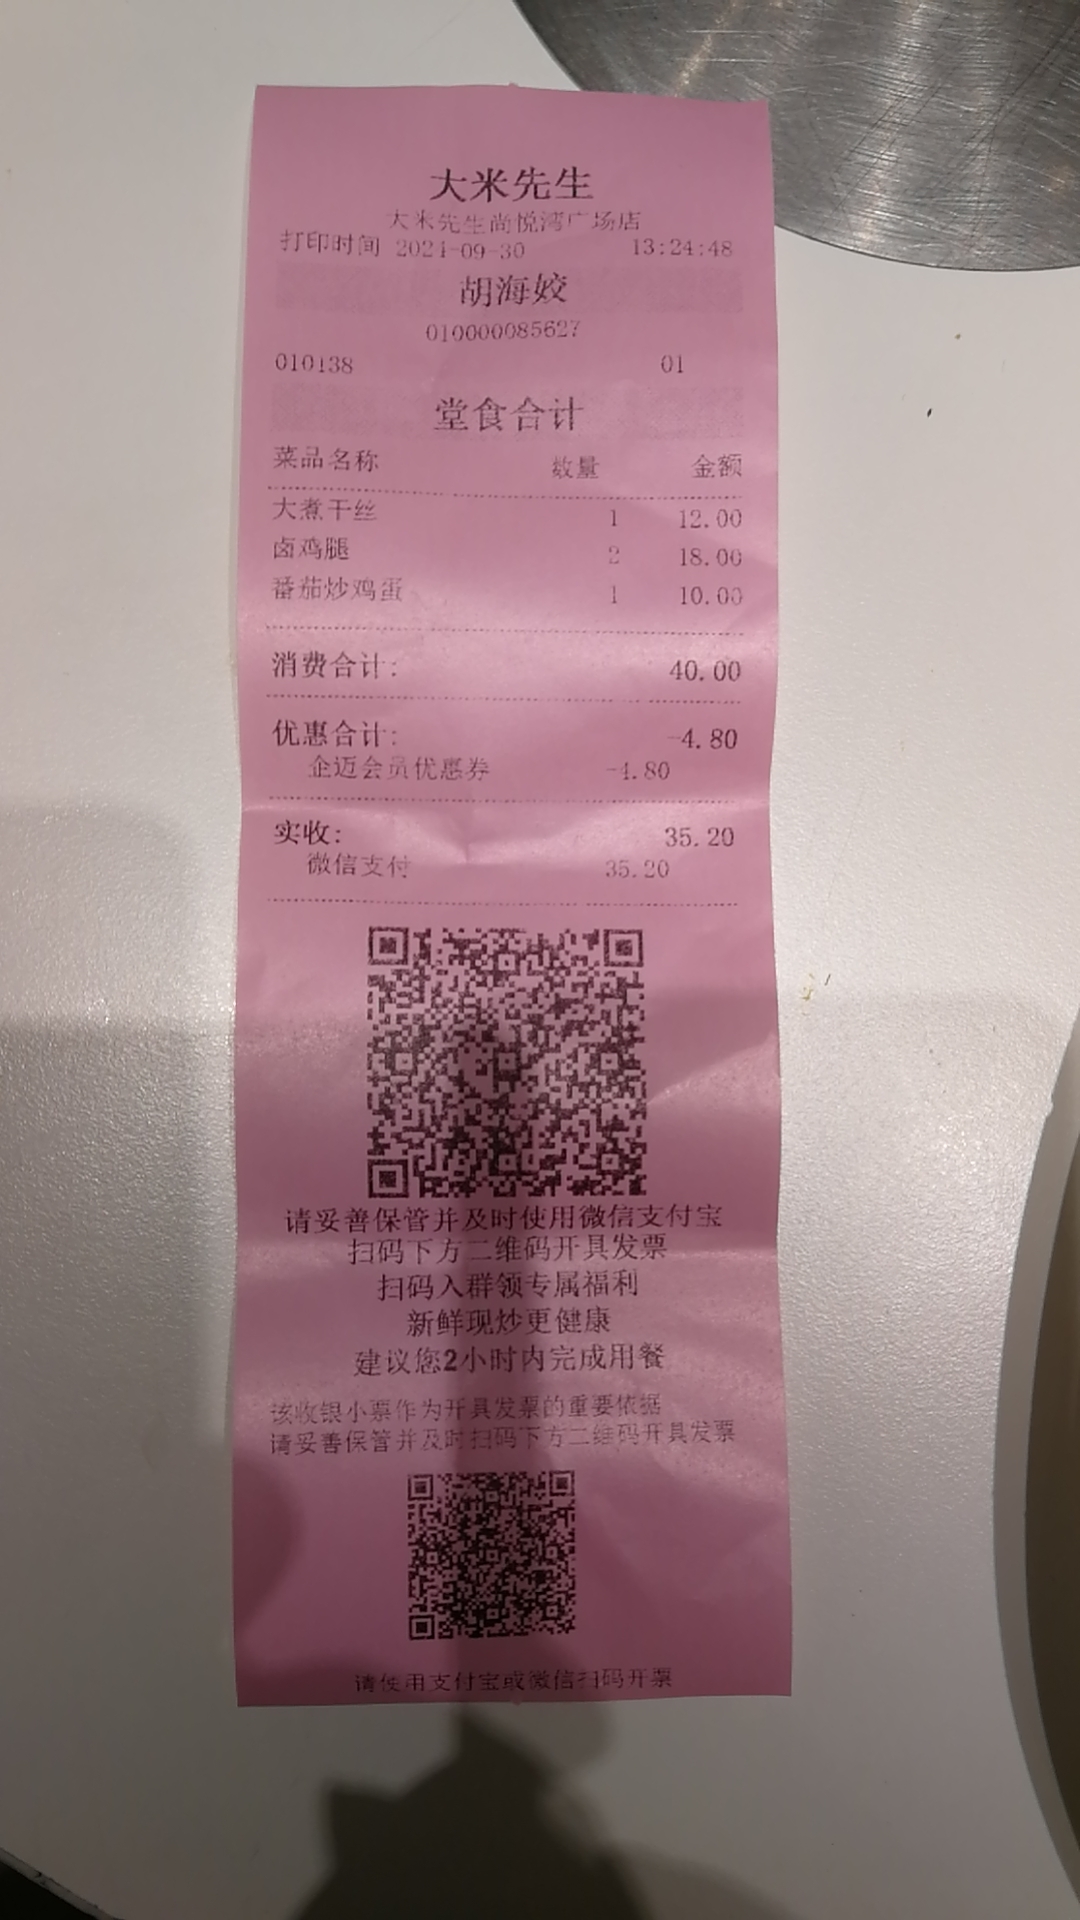 大米先生
大米先生尚悦湾广场店
打印时间 2021-09-30 13:24:48
胡海姣
010000085627
010138 01
堂食合计
菜品名称 数量 金额
大煮干丝 1 12.00
卤鸡腿 2 18.00
番茄炒鸡蛋 1 10.00
消费合计: 40.00
优惠合计: -4.80
企迈会员优惠券 -4.80
实收: 35.20
微信支付 35.20
请妥善保管并及时使用微信支付宝
扫码下方二维码开具发票
扫码入群领专属福利
新鲜现炒更健康
建议您2小时内完成用餐
该收银小票作为开具发票的重要依据
请妥善保管并及时扫码下方二维码开具发票
请使用支付宝或微信扫码开票